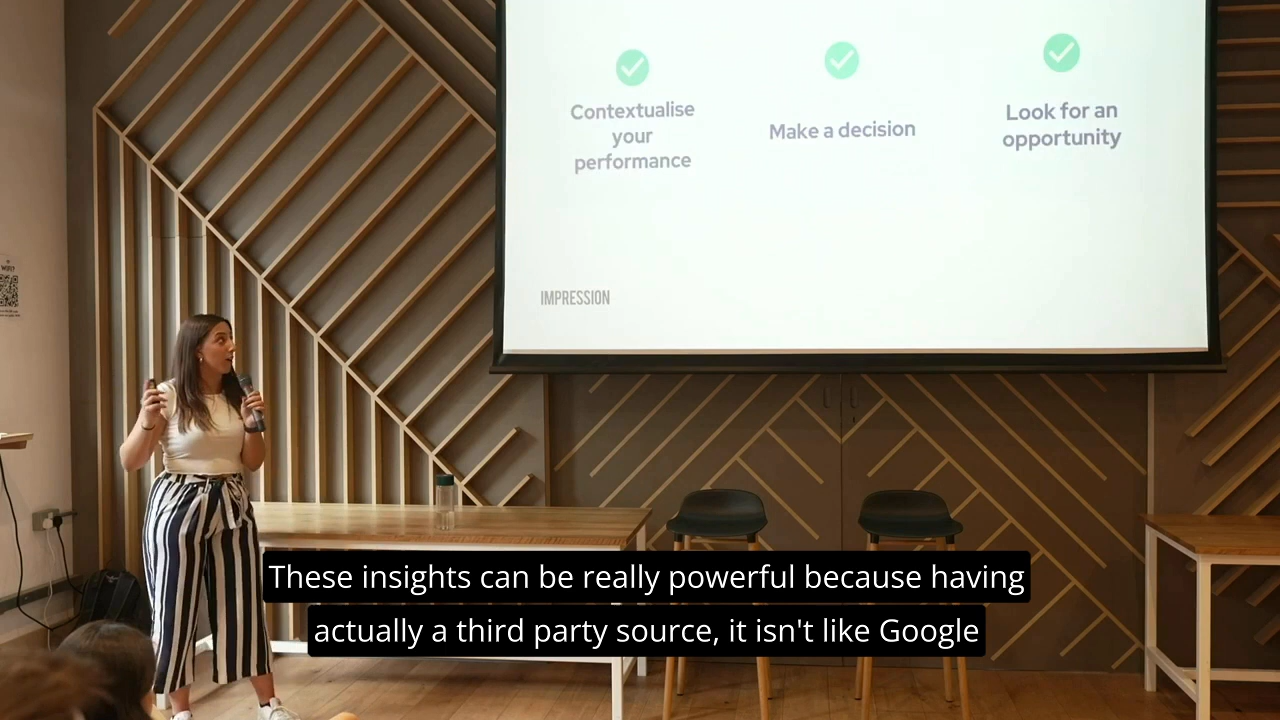 Contextualise
your
performance
Make a decision
Look for an
opportunity
IMPRESSION
WIFI?
These insights can be really powerful because having
actually a third party source, it isn't like Google